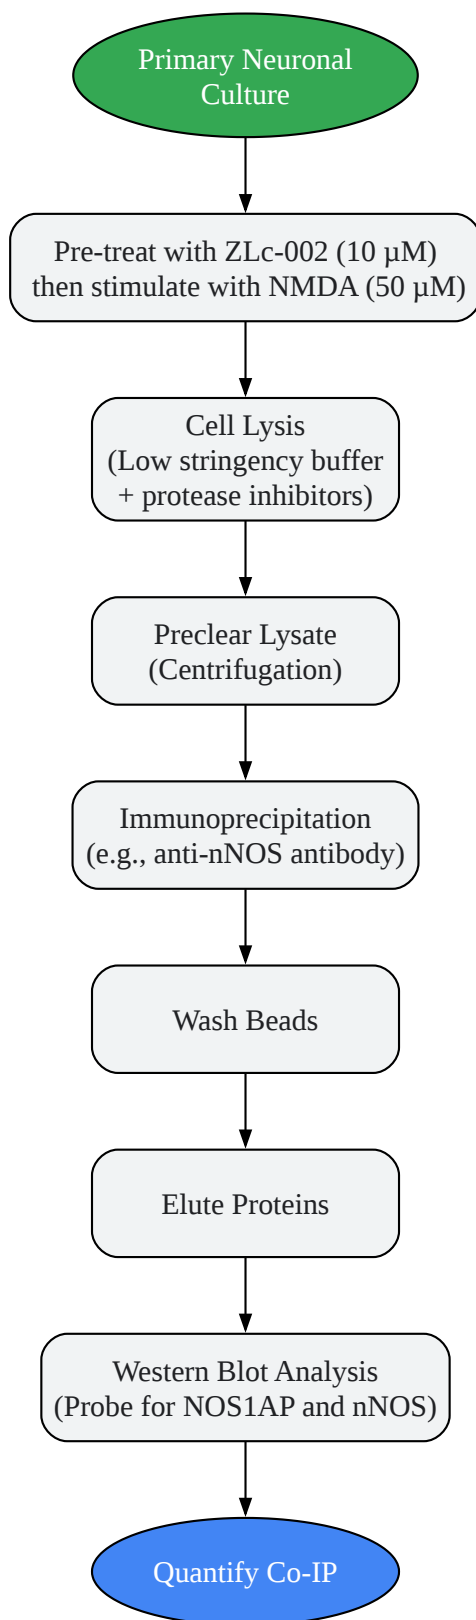 Primary Neuronal
Culture
Pre-treat with ZLc-002 (10 µM)
then stimulate with NMDA (50 µM)
Cell Lysis
(Low stringency buffer
+ protease inhibitors)
Preclear Lysate
(Centrifugation)
Immunoprecipitation
(e.g., anti-nNOS antibody)
Wash Beads
Elute Proteins
Western Blot Analysis
(Probe for NOS1AP and nNOS)
Quantify Co-IP